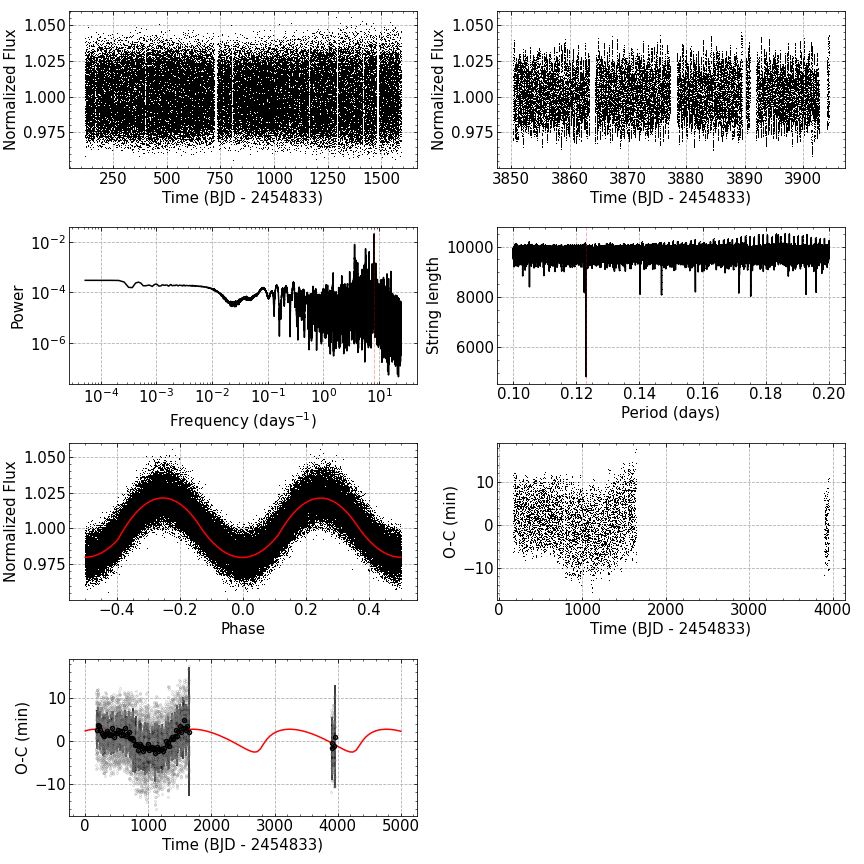 1.050
1.025
1.000
0.975
Normalized Flux
250 500 750 1000 1250 1500
Time (BJD - 2454833)
1.050
1.025
1.000
0.975
Normalized Flux
3850 3860 3870 3880 3890 3900
Time (BJD - 2454833)
10⁻²
10⁻⁴
10⁻⁶
Power
10⁻⁴ 10⁻³ 10⁻² 10⁻¹ 10⁰ 10¹
Frequency (days⁻¹)
10000
8000
6000
String length
0.10 0.12 0.14 0.16 0.18 0.20
Period (days)
1.050
1.025
1.000
0.975
Normalized Flux
−0.4 −0.2 0.0 0.2 0.4
Phase
10
0
−10
O-C (min)
0 1000 2000 3000 4000
Time (BJD - 2454833)
10
0
−10
O-C (min)
0 1000 2000 3000 4000 5000
Time (BJD - 2454833)